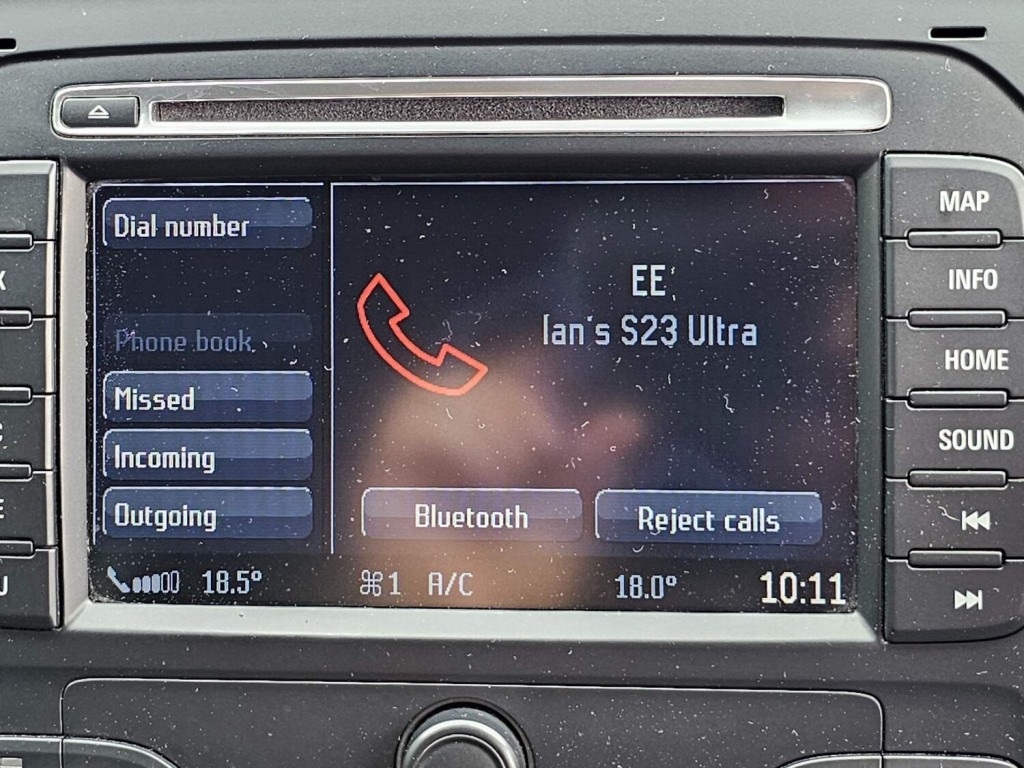 MAP
Dial number
INFO
EE
Ian's S23 Ultra
Phone book
HOME
Missed
SOUND
Incoming
Outgoing
Bluetooth
Reject calls
18.5°
1 A/C
18.0°
10:11